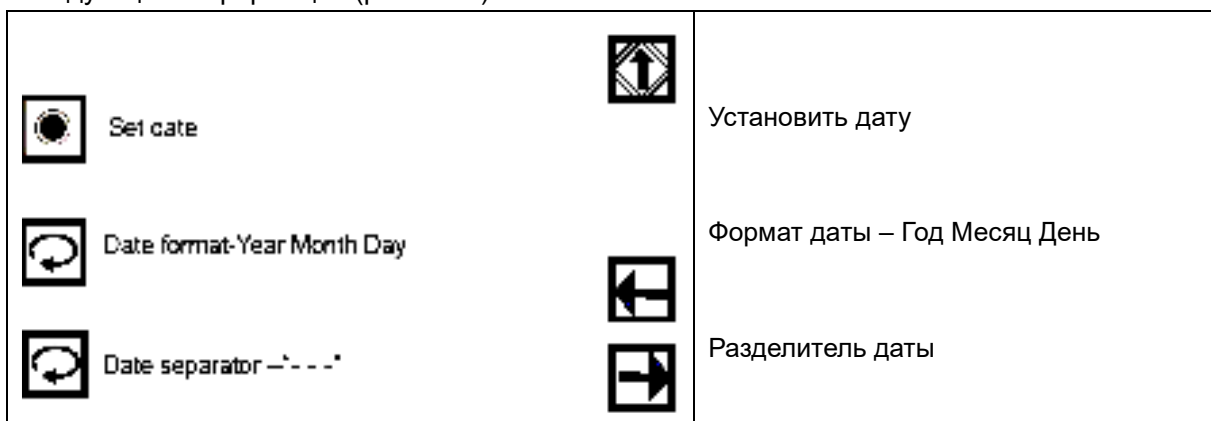 Set cate
Установить дату
Date format-Year Month Day
Формат даты – Год Месяц День
Date separator –"- - -"
Разделитель даты